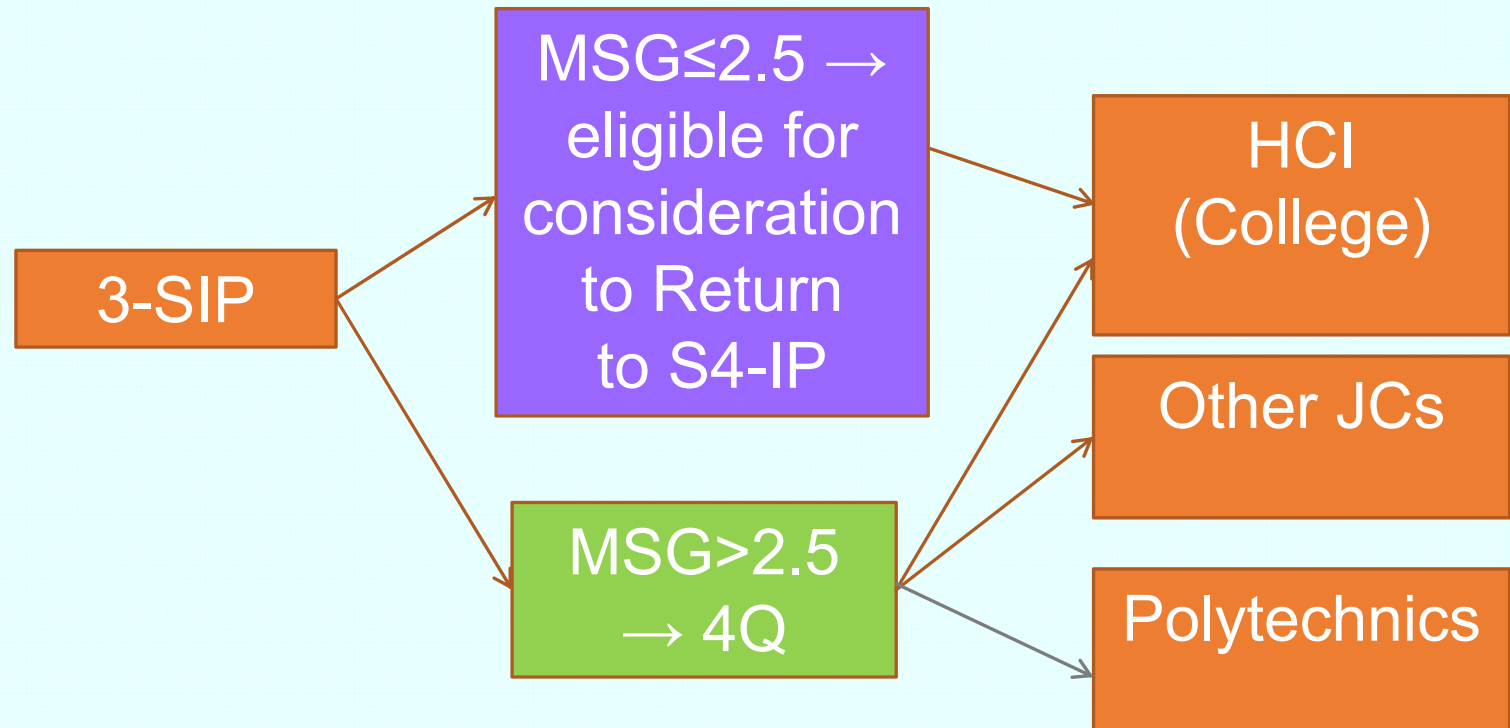 MSG≤2.5 →
eligible for
consideration
to Return
to S4-IP
3-SIP
MSG>2.5
→ 4Q
HCI
(College)
Other JCs
Polytechnics